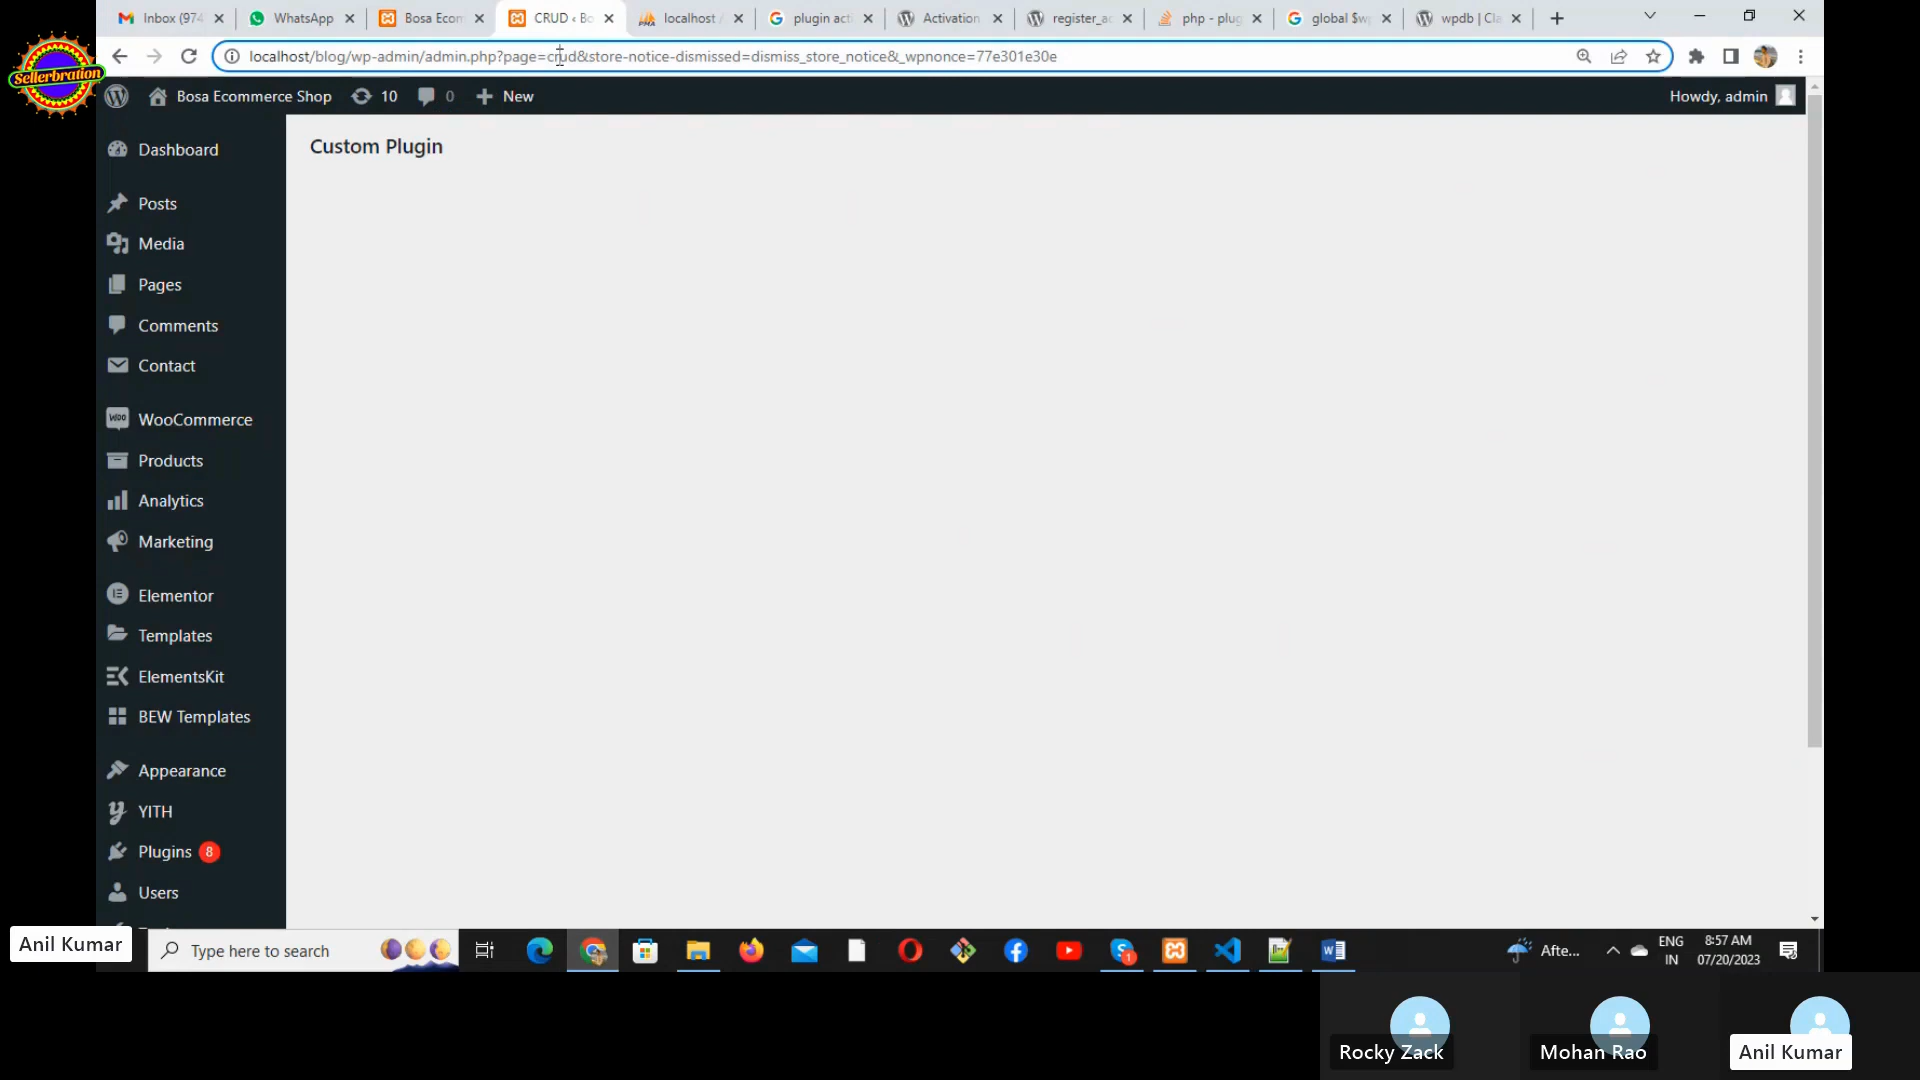 Inbox (974
WhatsApp
Bosa Ecom
CRUD ‹ Bo
localhost /
plugin acti
Activation
register_ac
php - plug
global $wp
wpdb | Cla
localhost/blog/wp-admin/admin.php?page=crud&store-notice-dismissed=dismiss_store_notice&_wpnonce=77e301e30e
Sellerbration
Bosa Ecommerce Shop
10
0
New
Howdy, admin
Custom Plugin
Dashboard
Posts
Media
Pages
Comments
Contact
WOO
WooCommerce
Products
Analytics
Marketing
Elementor
Templates
ElementsKit
BEW Templates
Appearance
YITH
Plugins 8
Users
Anil Kumar
Type here to search
1
Afte...
ENG
IN
8:57 AM
07/20/2023
Rocky Zack
Mohan Rao
Anil Kumar